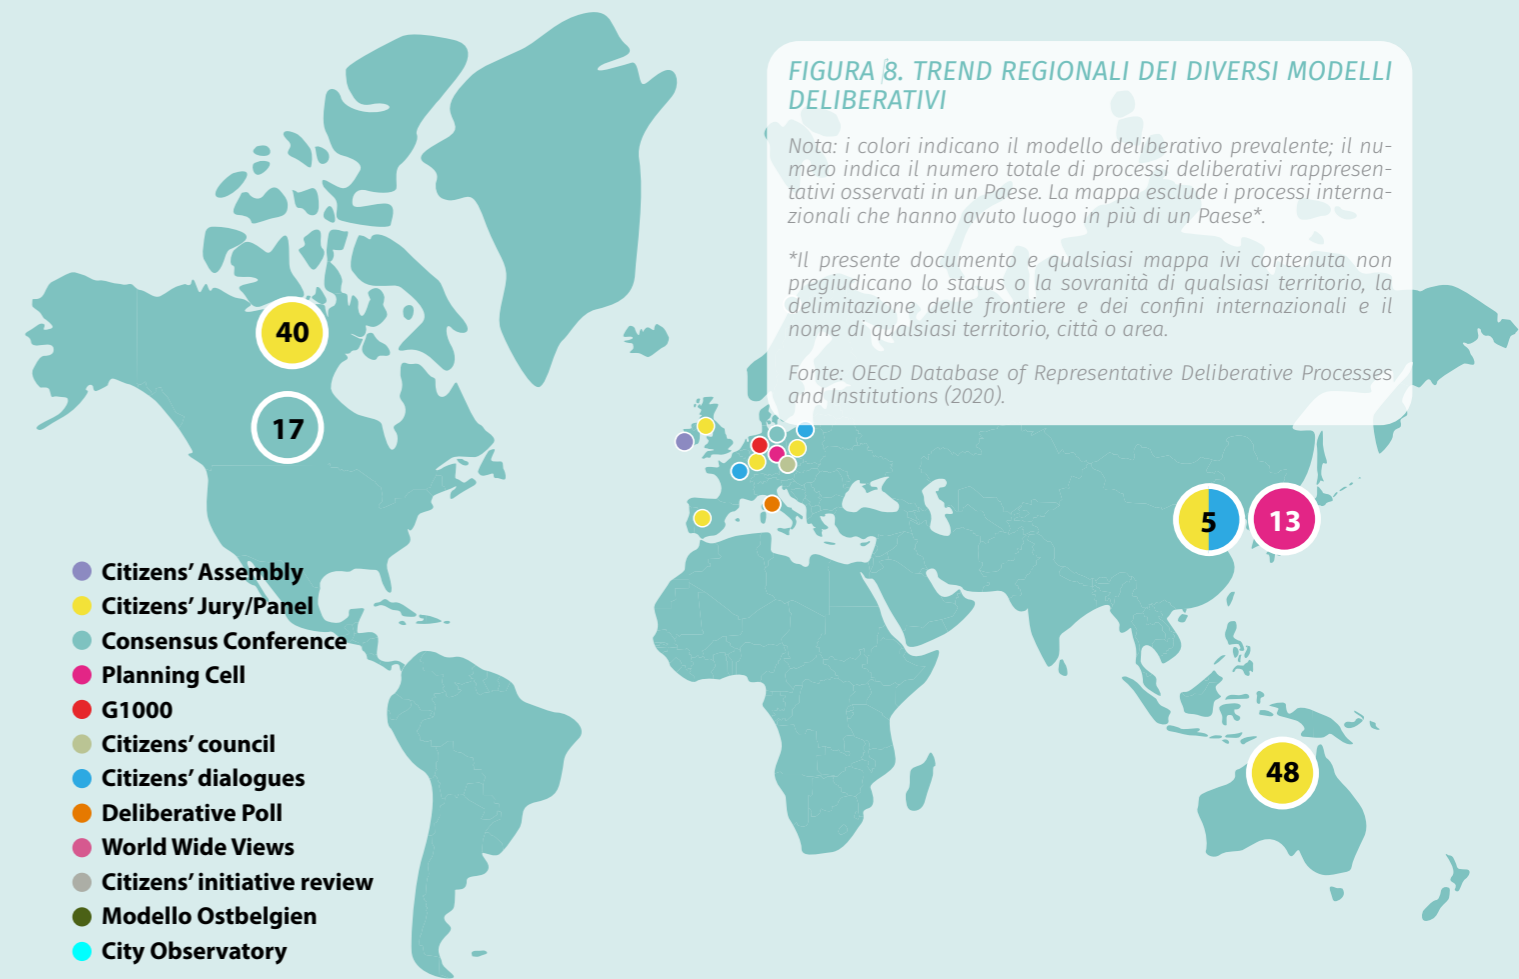 FIGURA 8. TREND REGIONALI DEI DIVERSI MODELLI
DELIBERATIVI
Nota: i colori indicano il modello deliberativo prevalente; il nu-
mero indica il numero totale di processi deliberativi rappresen-
tativi osservati in un Paese. La mappa esclude i processi interna-
zionali che hanno avuto luogo in più di un Paese*.
*Il presente documento e qualsiasi mappa ivi contenuta non
pregiudicano lo status o la sovranità di qualsiasi territorio, la
delimitazione delle frontiere e dei confini internazionali e il
nome di qualsiasi territorio, città o area.
Fonte: OECD Database of Representative Deliberative Processes
and Institutions (2020).
40
17
5
13
48
Citizens’ Assembly
Citizens’ Jury/Panel
Consensus Conference
Planning Cell
G1000
Citizens’ council
Citizens’ dialogues
Deliberative Poll
World Wide Views
Citizens’ initiative review
Modello Ostbelgien
City Observatory